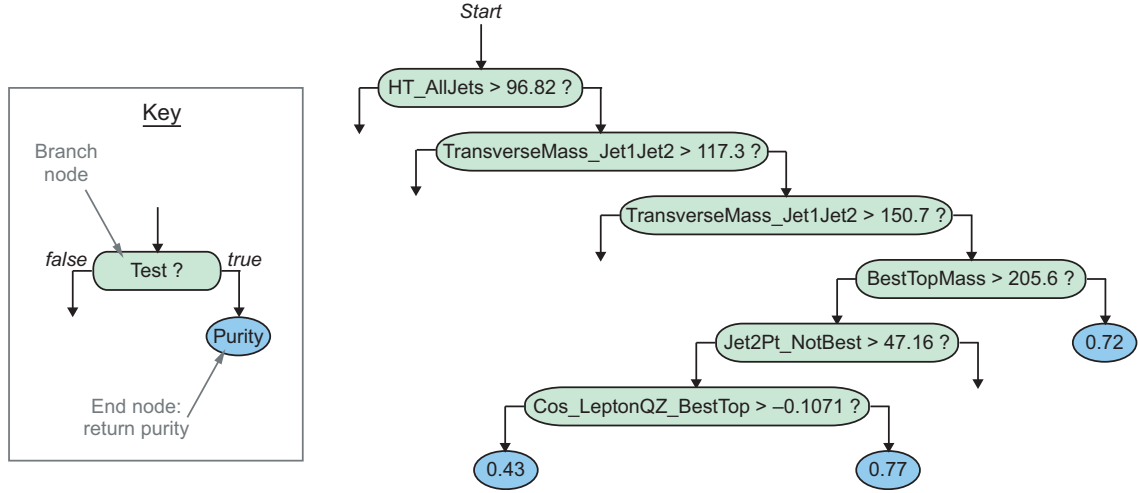 Start
HT_AllJets > 96.82 ?
Key
TransverseMass_Jet1Jet2 > 117.3 ?
Branch
node
TransverseMass_Jet1Jet2 > 150.7 ?
false
true
Test ?
BestTopMass > 205.6 ?
Purity
Jet2Pt_NotBest > 47.16 ?
0.72
End node:
return purity
Cos_LeptonQZ_BestTop > –0.1071 ?
0.43
0.77